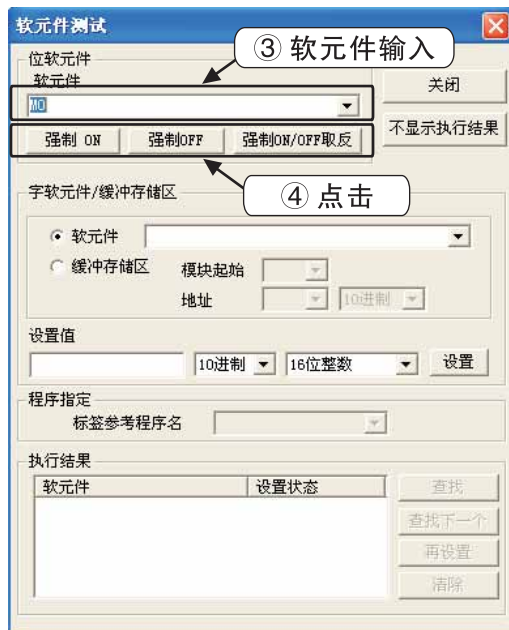 软元件测试
③ 软元件输入
位软元件
软元件
M0
关闭
强制 ON
强制OFF
强制ON/OFF取反
不显示执行结果
④ 点击
字软元件/缓冲存储区
软元件
缓冲存储区
模块起始
地址
10进制
设置值
10进制
16位整数
设置
程序指定
标签参考程序名
执行结果
软元件
设置状态
查找
查找下一个
再设置
清除